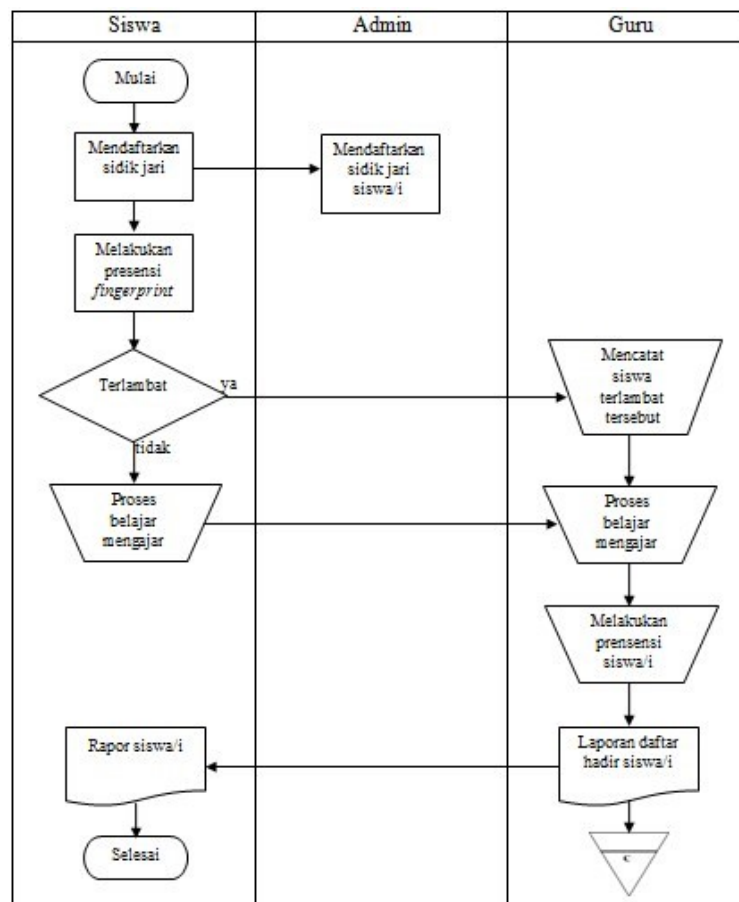 Siswa
Admin
Guru
Mulai
Mendaftarkan
sidik jari
Mendaftarkan
sidik jari
siswa/i
Melakukan
presensi
fingerprint
Terlambat
ya
tidak
Mencatat
siswa
terlambat
tersebut
Proses
belajar
mengajar
Proses
belajar
mengajar
Melakukan
prensensi
siswa/i
Rapor siswa/i
Laporan daftar
hadir siswa/i
Selesai
c